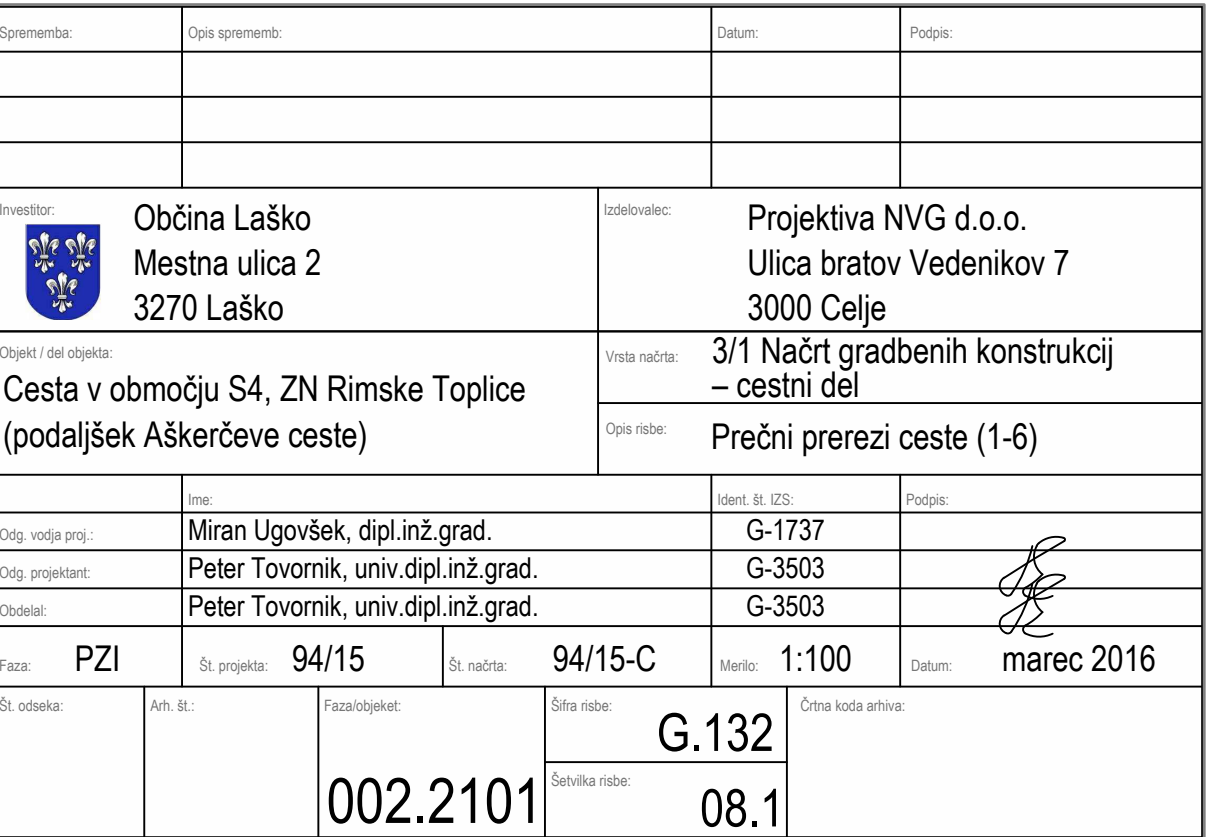 Sprememba: Opis sprememb: Datum: Podpis:
Investitor: Občina Laško
Mestna ulica 2
3270 Laško
Izdelovalec: Projektiva NVG d.o.o.
Ulica bratov Vedenikov 7
3000 Celje
Objekt / del objekta:
Cesta v območju S4, ZN Rimske Toplice
(podaljšek Aškerčeve ceste)
Vrsta načrta: 3/1 Načrt gradbenih konstrukcij
– cestni del
Opis risbe: Prečni prerezi ceste (1-6)
Ime: Ident. št. IZS: Podpis:
Odg. vodja proj.: Miran Ugovšek, dipl.inž.grad. G-1737
Odg. projektant: Peter Tovornik, univ.dipl.inž.grad. G-3503
Obdelal: Peter Tovornik, univ.dipl.inž.grad. G-3503
Faza: PZI Št. projekta: 94/15 Št. načrta: 94/15-C Merilo: 1:100 Datum: marec 2016
Št. odseka: Arh. št.: Faza/objeket: Šifra risbe: Črtna koda arhiva:
G.132
002.2101
Šetvilka risbe:
08.1